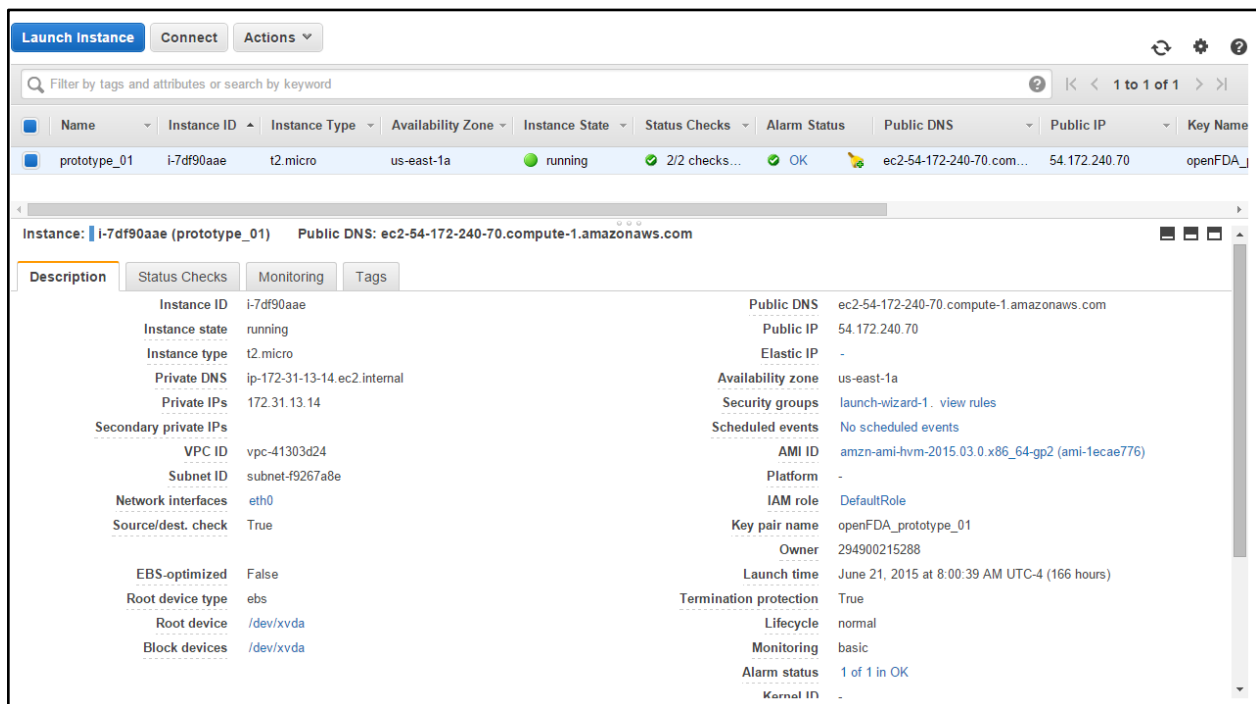 Launch Instance Connect Actions
Filter by tags and attributes or search by keyword 1 to 1 of 1
Name Instance ID Instance Type Availability Zone Instance State Status Checks Alarm Status Public DNS Public IP Key Name
prototype_01 i-7df90aae t2.micro us-east-1a running 2/2 checks... OK ec2-54-172-240-70.com... 54.172.240.70 openFDA_
Instance: i-7df90aae (prototype_01) Public DNS: ec2-54-172-240-70.compute-1.amazonaws.com
Description Status Checks Monitoring Tags
Instance ID i-7df90aae Public DNS ec2-54-172-240-70.compute-1.amazonaws.com
Instance state running Public IP 54.172.240.70
Instance type t2.micro Elastic IP -
Private DNS ip-172-31-13-14.ec2.internal Availability zone us-east-1a
Private IPs 172.31.13.14 Security groups launch-wizard-1. view rules
Secondary private IPs Scheduled events No scheduled events
VPC ID vpc-41303d24 AMI ID amzn-ami-hvm-2015.03.0.x86_64-gp2 (ami-1ecae776)
Subnet ID subnet-f9267a8e Platform -
Network interfaces eth0 IAM role DefaultRole
Source/dest. check True Key pair name openFDA_prototype_01
Owner 294900215288
EBS-optimized False Launch time June 21, 2015 at 8:00:39 AM UTC-4 (166 hours)
Root device type ebs Termination protection True
Root device /dev/xvda Lifecycle normal
Block devices /dev/xvda Monitoring basic
Alarm status 1 of 1 in OK
Kernel ID -